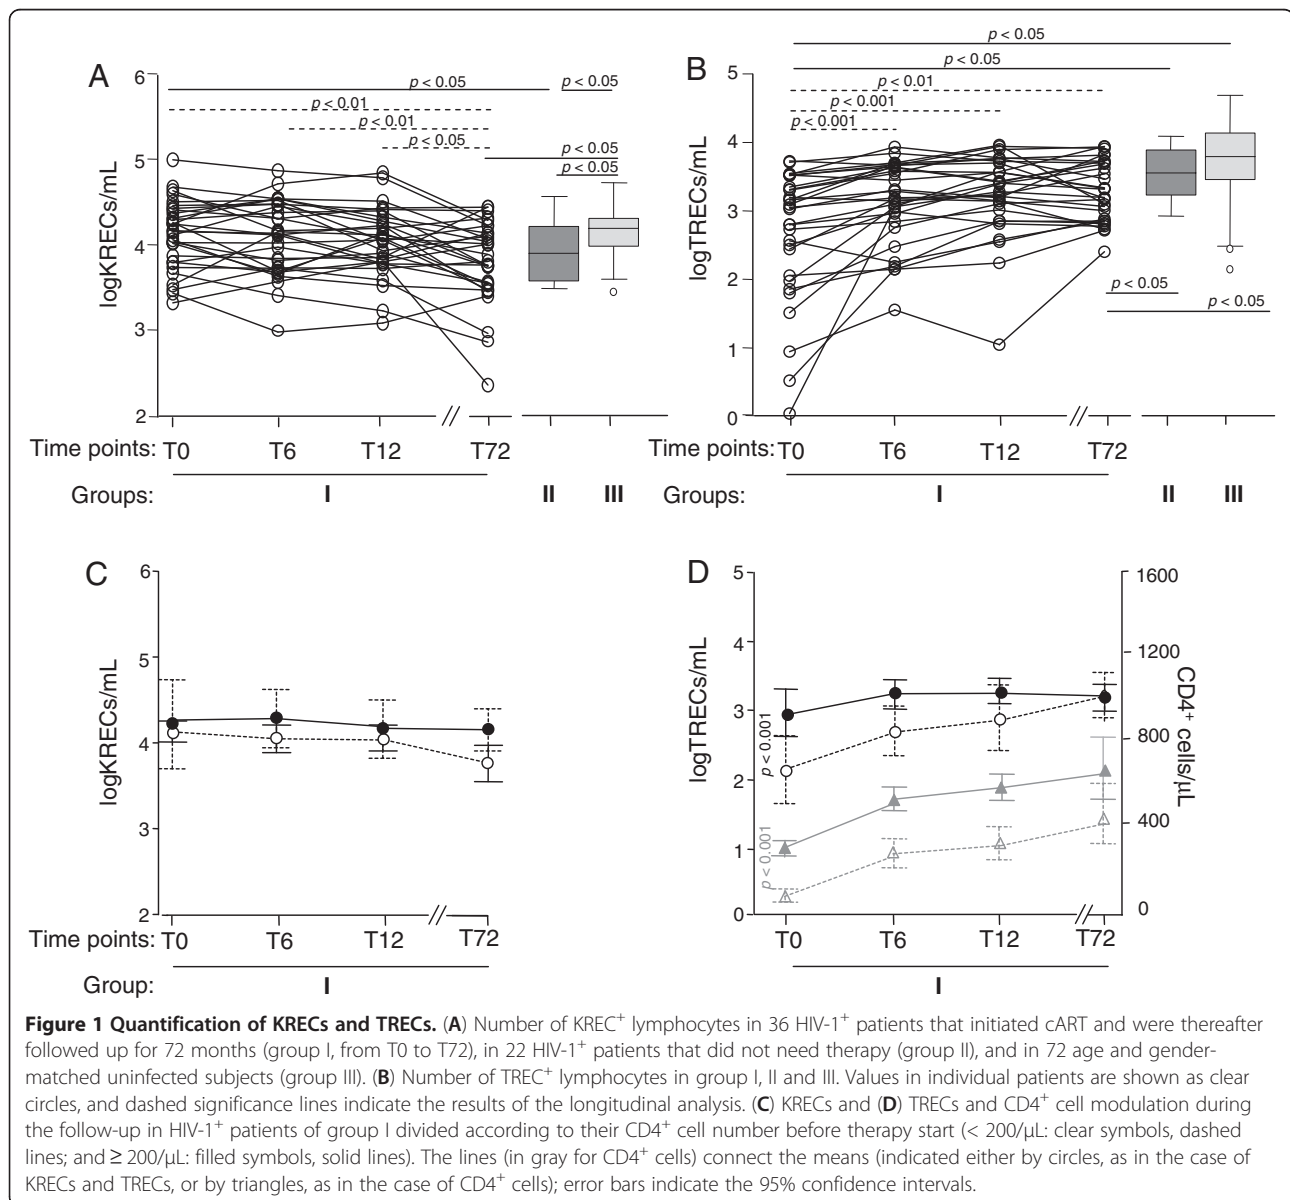 A
p < 0.05
p < 0.05
p < 0.01
p < 0.01
p < 0.05
p < 0.05
p < 0.05
logKRECs/mL
6
5
4
3
2
Time points: T0 T6 T12 T72
Groups: I II III
B
p < 0.05
p < 0.05
p < 0.01
p < 0.001
p < 0.001
logTRECs/mL
5
4
3
2
1
0
p < 0.05
p < 0.05
Time points: T0 T6 T12 T72
Groups: I II III
C
logKRECs/mL
6
5
4
3
2
Time points: T0 T6 T12 T72
Group: I
D
logTRECs/mL
5
4
3
2
1
0
p < 0.001
p < 0.001
1600
1200
800
400
0
CD4⁺ cells/µL
T0 T6 T12 T72
I
Figure 1 Quantification of KRECs and TRECs. (A) Number of KREC⁺ lymphocytes in 36 HIV-1⁺ patients that initiated cART and were thereafter
followed up for 72 months (group I, from T0 to T72), in 22 HIV-1⁺ patients that did not need therapy (group II), and in 72 age and gender-
matched uninfected subjects (group III). (B) Number of TREC⁺ lymphocytes in group I, II and III. Values in individual patients are shown as clear
circles, and dashed significance lines indicate the results of the longitudinal analysis. (C) KRECs and (D) TRECs and CD4⁺ cell modulation during
the follow-up in HIV-1⁺ patients of group I divided according to their CD4⁺ cell number before therapy start (< 200/µL: clear symbols, dashed
lines; and ≥ 200/µL: filled symbols, solid lines). The lines (in gray for CD4⁺ cells) connect the means (indicated either by circles, as in the case of
KRECs and TRECs, or by triangles, as in the case of CD4⁺ cells); error bars indicate the 95% confidence intervals.